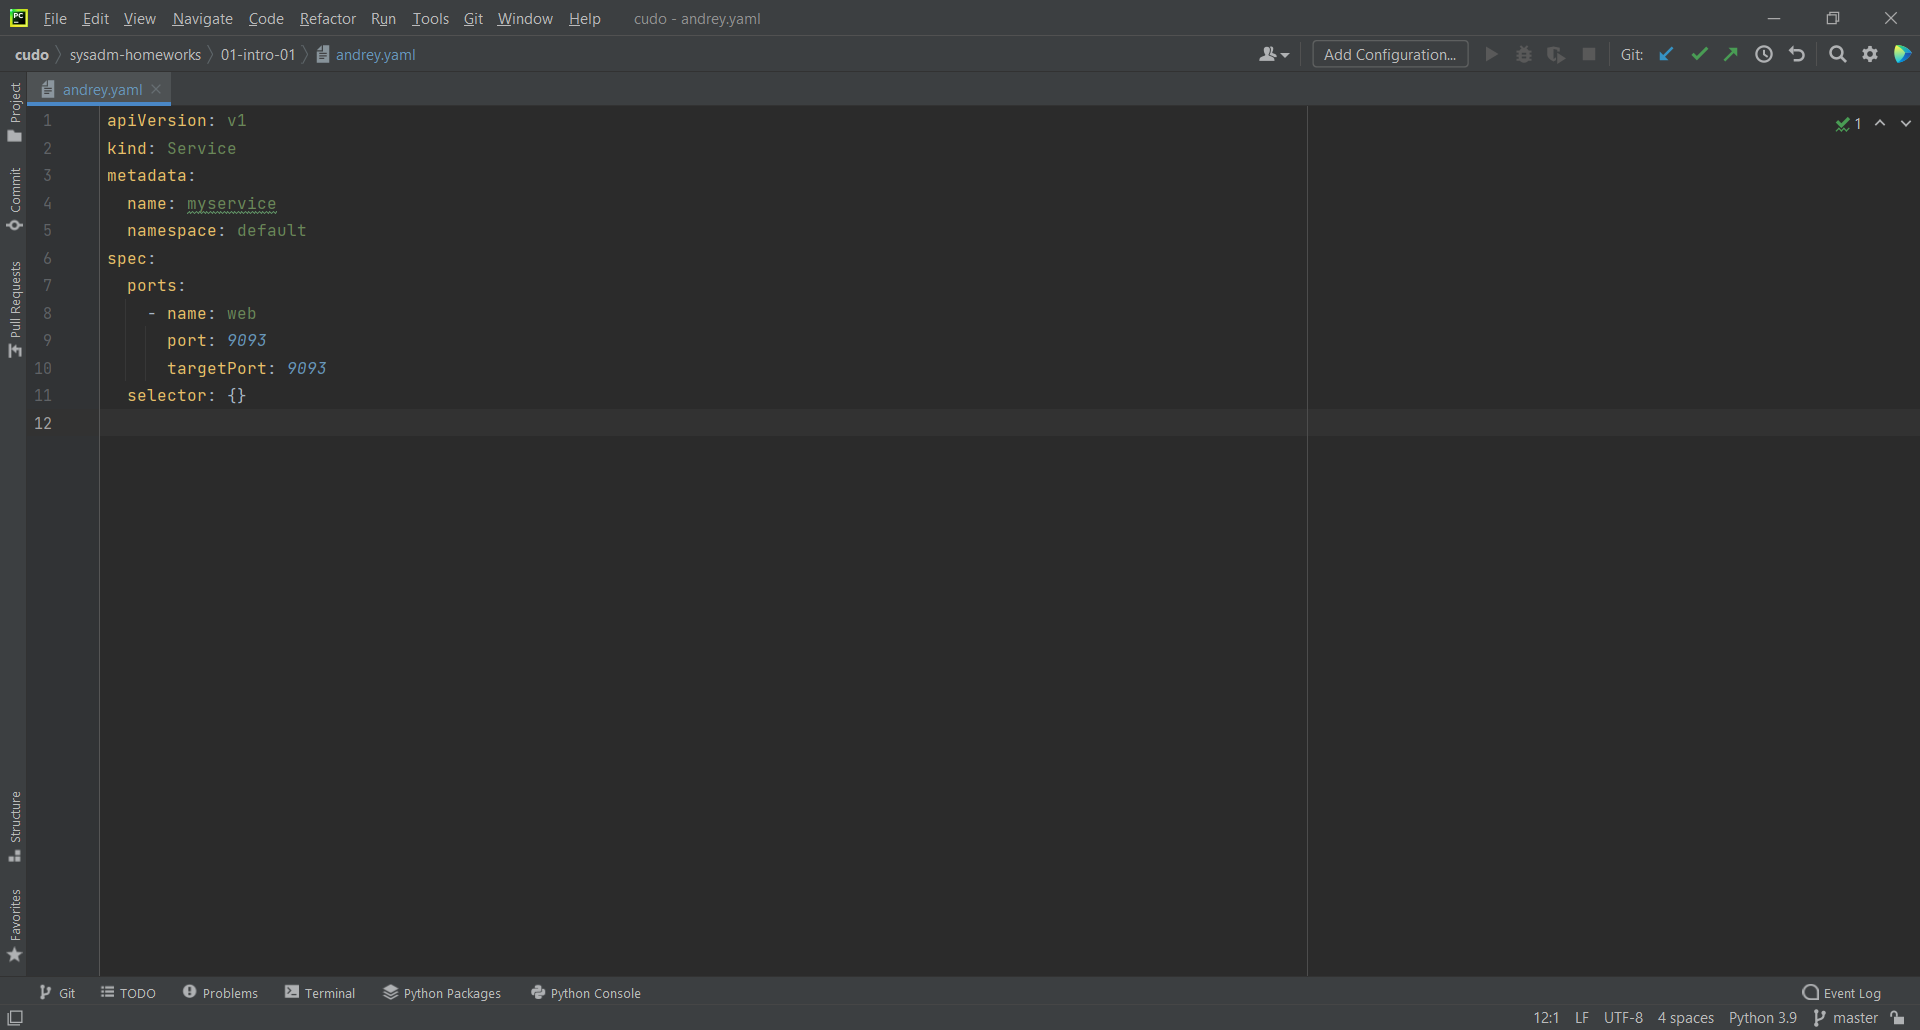 PC File Edit View Navigate Code Refactor Run Tools Git Window Help cudo - andrey.yaml
cudo sysadm-homeworks 01-intro-01 andrey.yaml Add Configuration... Git:
andrey.yaml
Project
Commit
Pull Requests
1 apiVersion: v1
2 kind: Service
3 metadata:
4   name: myservice
5   namespace: default
6 spec:
7   ports:
8     - name: web
9       port: 9093
10       targetPort: 9093
11   selector: {}
12
1
Structure
Favorites
Git TODO Problems Terminal Python Packages Python Console Event Log
12:1 LF UTF-8 4 spaces Python 3.9 master